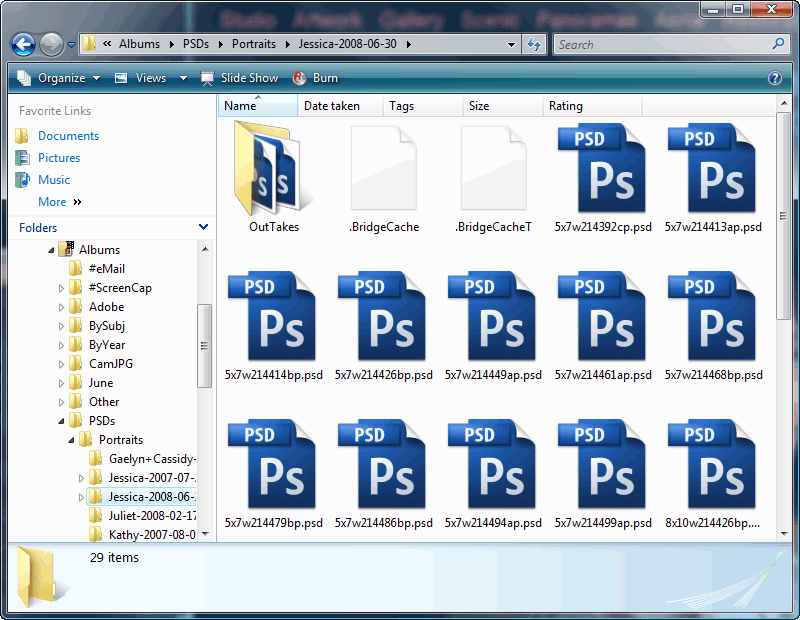 Studio Artwork Gallery Scenic Panoramas
« Albums ▸ PSDs ▸ Portraits ▸ Jessica-2008-06-30 ▸
Search
Organize Views Slide Show Burn
Favorite Links
Documents
Pictures
Music
More »
Folders
Albums
#eMail
#ScreenCap
Adobe
BySubj
ByYear
CamJPG
June
Other
PSDs
Portraits
Gaelyn+Cassidy-
Jessica-2007-07-
Jessica-2008-06-
Juliet-2008-02-17
Kathy-2007-08-0
Name Date taken Tags Size Rating
Ps Ps
PSD PSD
Ps Ps
OutTakes .BridgeCache .BridgeCacheT 5x7w214392cp.psd 5x7w214413ap.psd
PSD PSD PSD PSD PSD
Ps Ps Ps Ps Ps
5x7w214414bp.psd 5x7w214426bp.psd 5x7w214449ap.psd 5x7w214461ap.psd 5x7w214468bp.psd
PSD PSD PSD PSD PSD
Ps Ps Ps Ps Ps
5x7w214479bp.psd 5x7w214486bp.psd 5x7w214494ap.psd 5x7w214499ap.psd 8x10w214426bp....
29 items